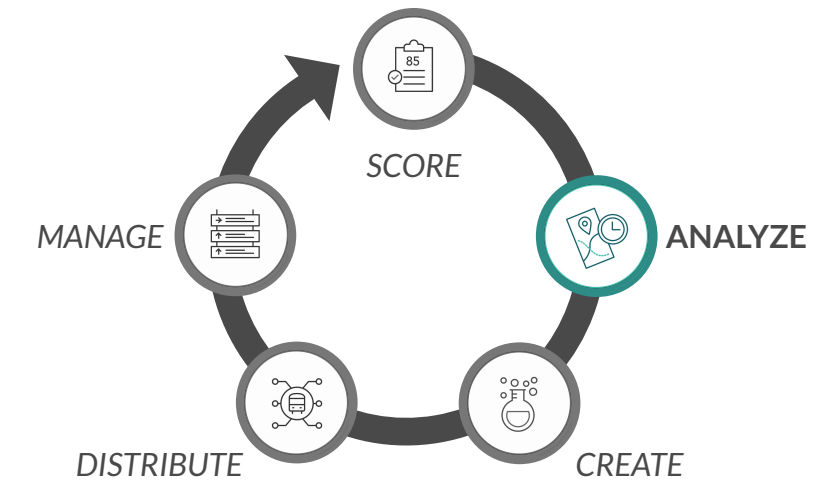 85
SCORE
MANAGE
ANALYZE
DISTRIBUTE
CREATE